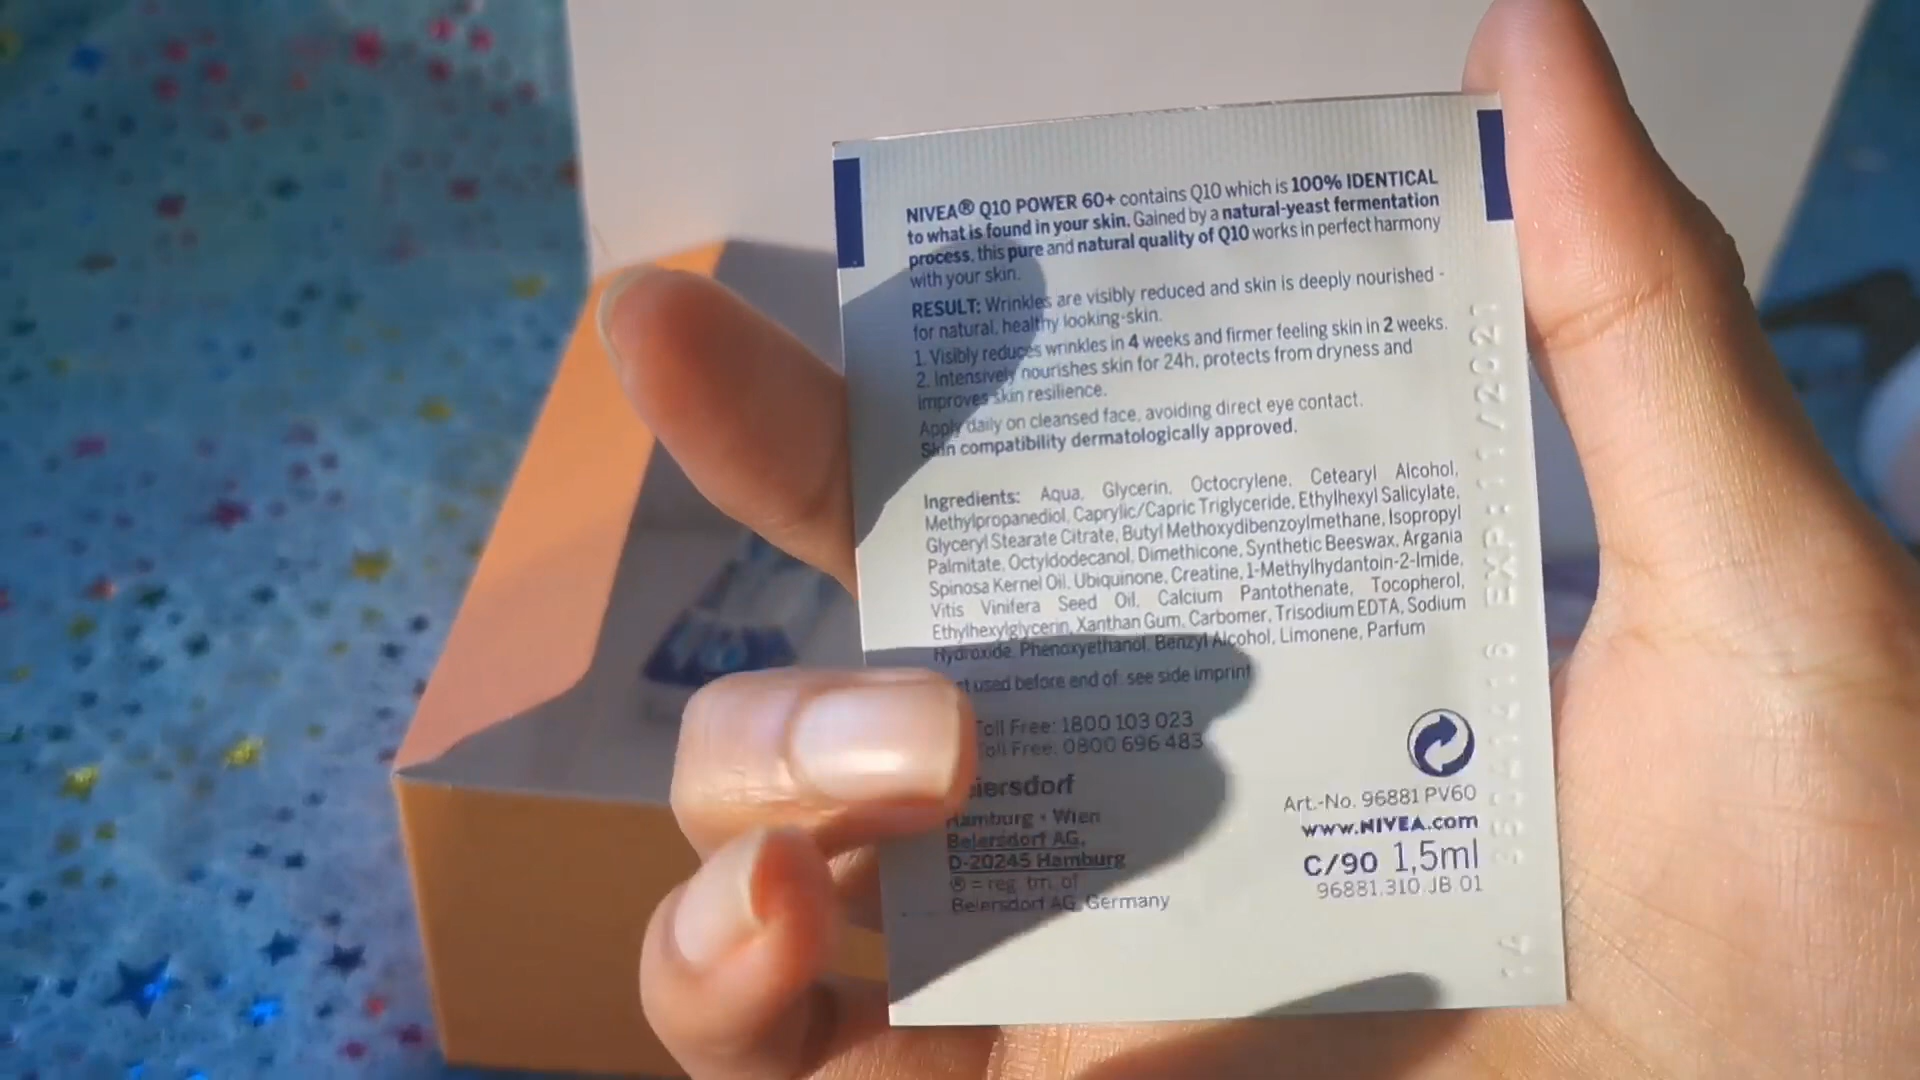 NIVEA® Q10 POWER 60+ contains Q10 which is 100% IDENTICAL
to what is found in your skin. Gained by a natural-yeast fermentation
process, this pure and natural quality of Q10 works in perfect harmony
with your skin.
RESULT: Wrinkles are visibly reduced and skin is deeply nourished -
for natural, healthy looking-skin.
1. Visibly reduces wrinkles in 4 weeks and firmer feeling skin in 2 weeks.
2. Intensively nourishes skin for 24h, protects from dryness and
improves skin resilience.
Apply daily on cleansed face, avoiding direct eye contact.
Skin compatibility dermatologically approved.
Ingredients: Aqua, Glycerin, Octocrylene, Cetearyl Alcohol,
Methylpropanediol, Caprylic/Capric Triglyceride, Ethylhexyl Salicylate,
Glyceryl Stearate Citrate, Butyl Methoxydibenzoylmethane, Isopropyl
Palmitate, Octyldodecanol, Dimethicone, Synthetic Beeswax, Argania
Spinosa Kernel Oil, Ubiquinone, Creatine, 1-Methylhydantoin-2-Imide,
Vitis Vinifera Seed Oil, Calcium Pantothenate, Tocopherol,
Ethylhexylglycerin, Xanthan Gum, Carbomer, Trisodium EDTA, Sodium
Hydroxide, Phenoxyethanol, Benzyl Alcohol, Limonene, Parfum
used before end of: see side imprint
Toll Free: 1800 103 023
Toll Free: 0800 696 483
eiersdorf
Hamburg • Wien
Beiersdorf AG,
D-20245 Hamburg
® = reg. tm. of
Beiersdorf AG, Germany
Art.-No. 96881 PV60
www.NIVEA.com
C/90 1,5ml
96881.310.JB 01
EXP: 11/2021